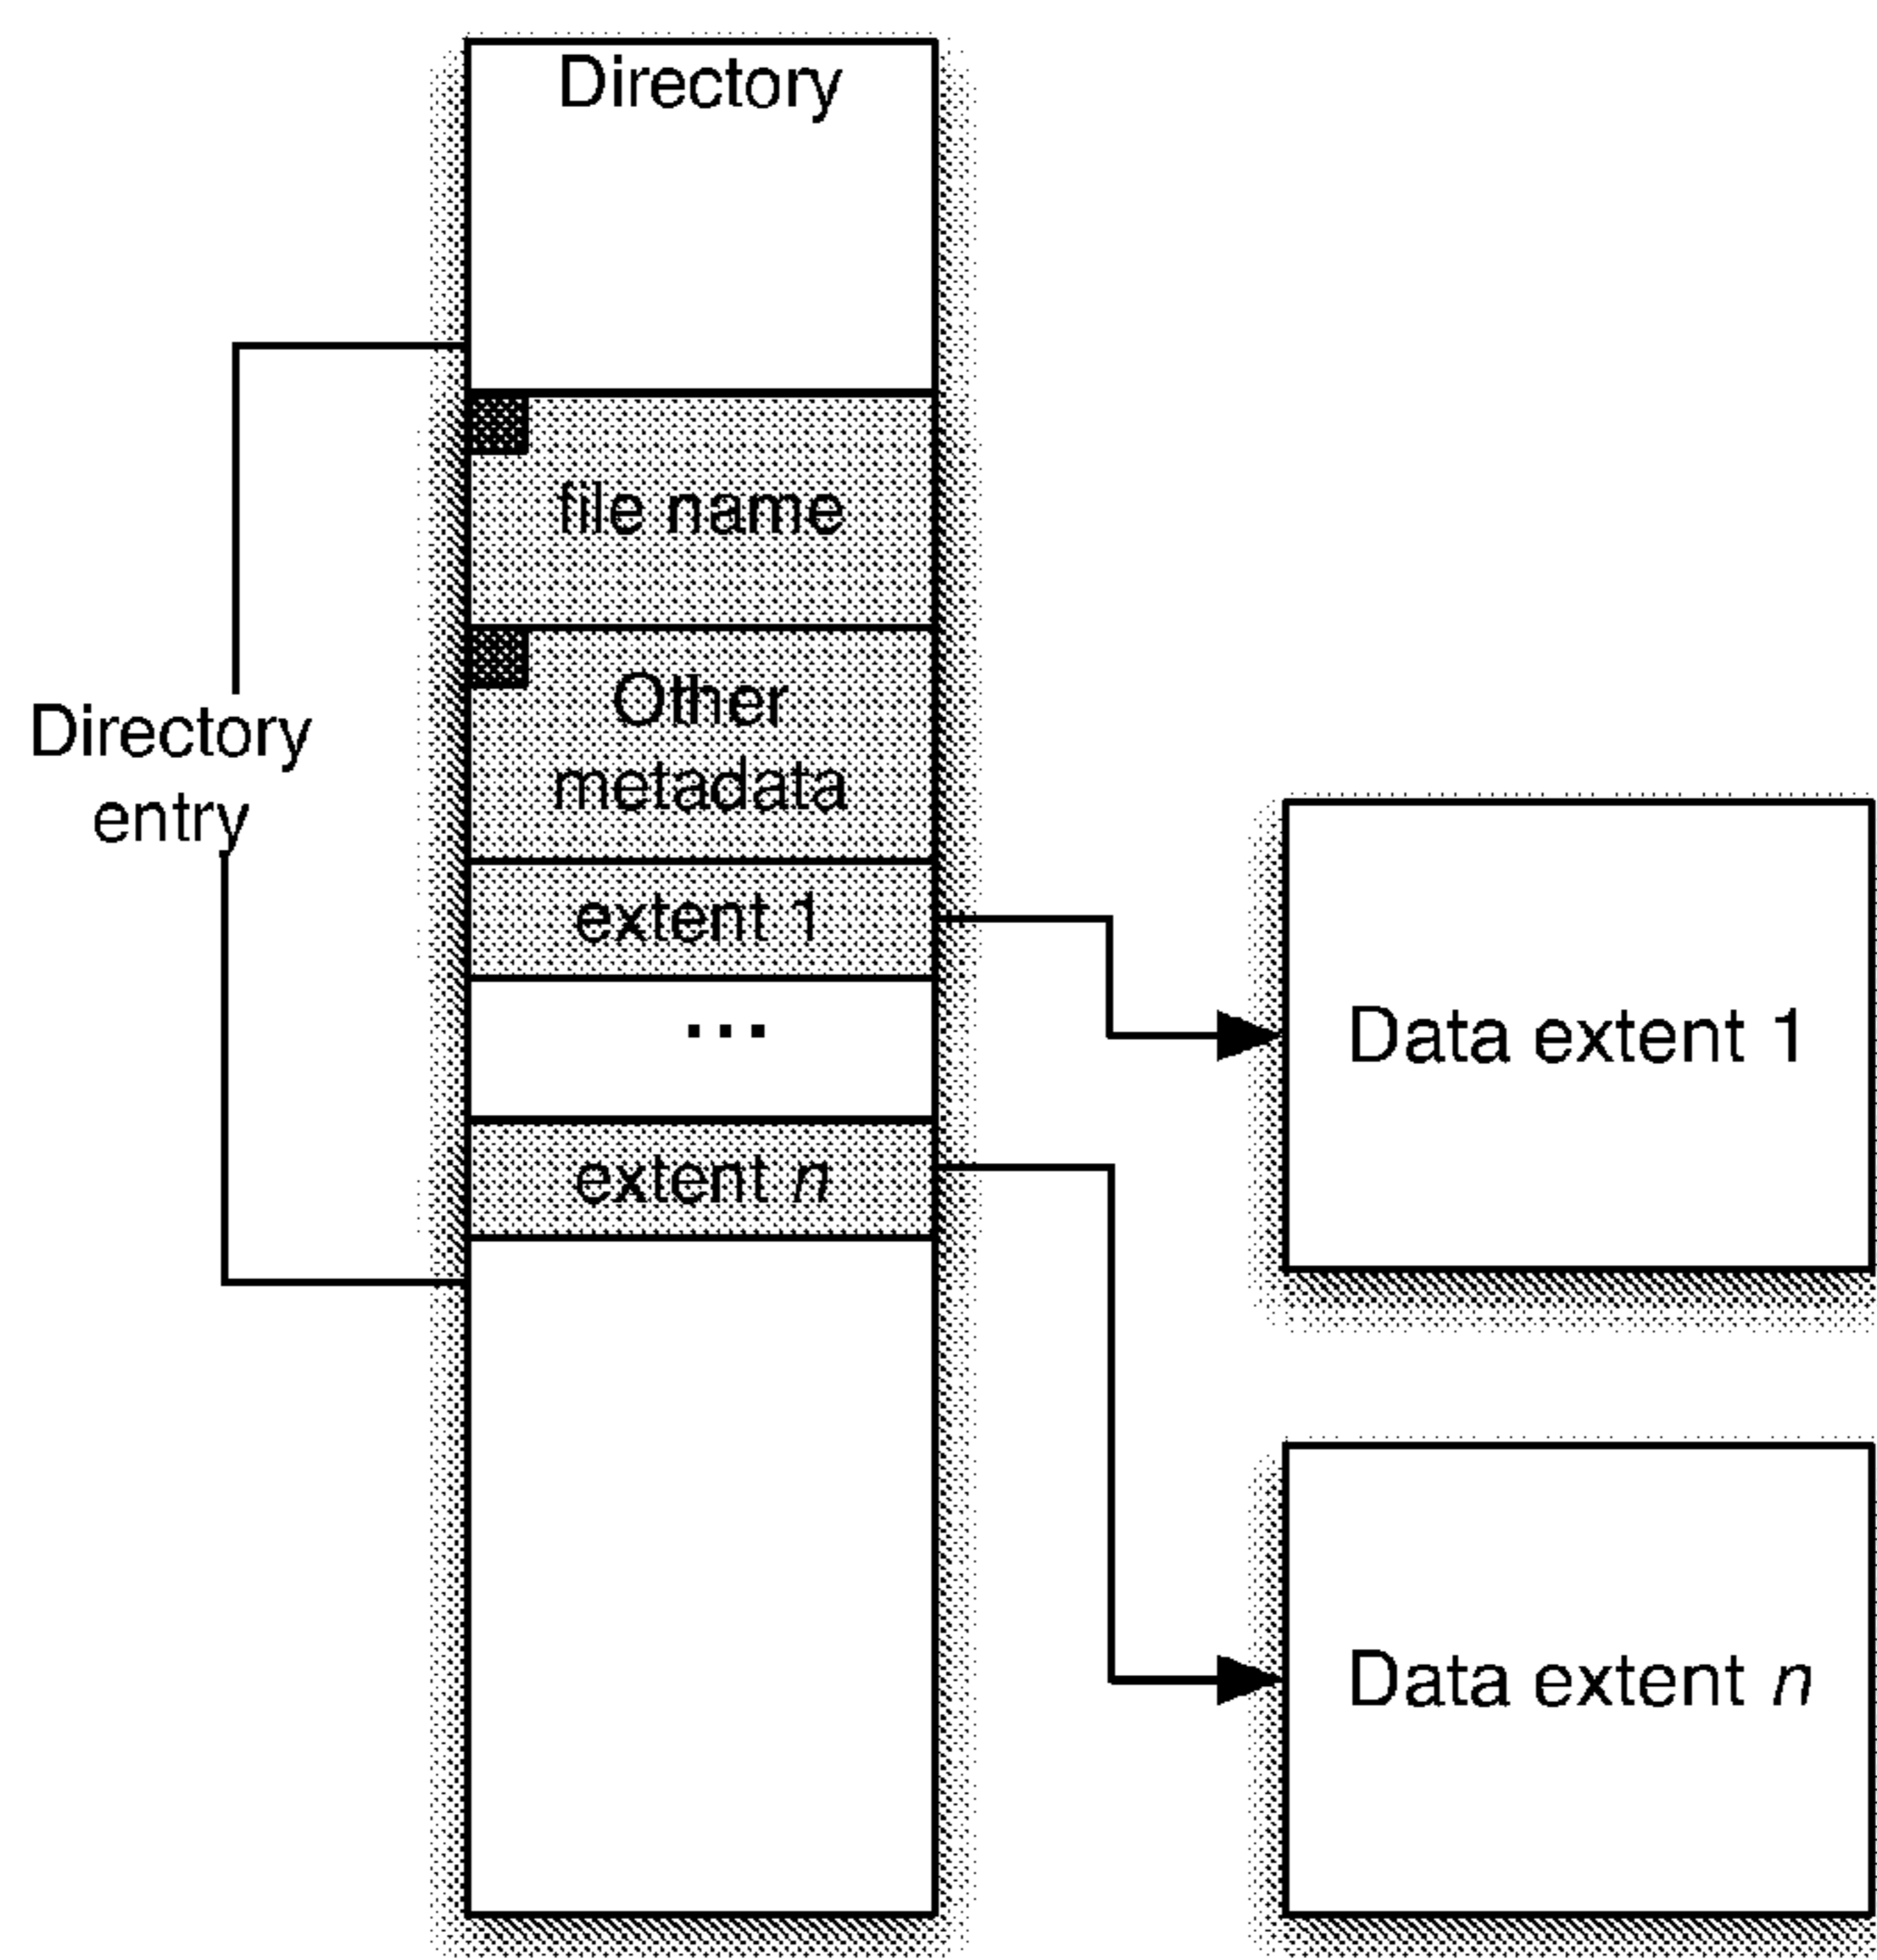 Directory
file name
Other
metadata
Directory
entry
extent 1
...
extent n
Data extent 1
Data extent n